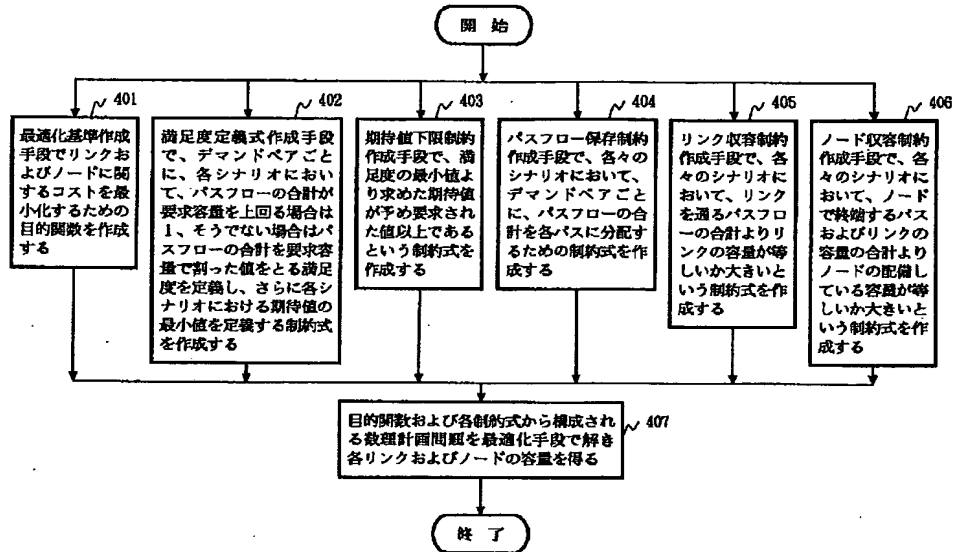 開始
401
最適化基準作成
手段でリンクお
よびノードに関
するコストを最
小化するための
目的関数を作成
する
402
満足度定義式作成手段
で、デマンドペアごと
に、各シナリオにおい
て、パスフローの合計が
要求容量を上回る場合は
1、そうでない場合はパ
スフローの合計を要求容
量で割った値をとる満足
度を定義し、さらに各シ
ナリオにおける期待値の
最小値を定義する制約式
を作成する
403
期待値下限制約
作成手段で、満
足度の最小値よ
り求めた期待値
が予め要求され
た値以上である
という制約式を
作成する
404
パスフロー保存制約
作成手段で、各々の
シナリオにおいて、
デマンドペアごと
に、パスフローの合
計を各パスに分配す
るための制約式を作
成する
405
リンク収容制約
作成手段で、各
々のシナリオに
おいて、リンク
を通るパスフロ
ーの合計よりリ
ンクの容量が等
しいか大きいと
いう制約式を作
成する
406
ノード収容制約
作成手段で、各
々のシナリオに
おいて、ノード
で終端するパス
およびリンクの
容量の合計より
ノードの配備し
ている容量が等
しいか大きいと
いう制約式を作
成する
目的関数および各制約式から構成され
る数理計画問題を最適化手段で解き
各リンクおよびノードの容量を得る
407
終了